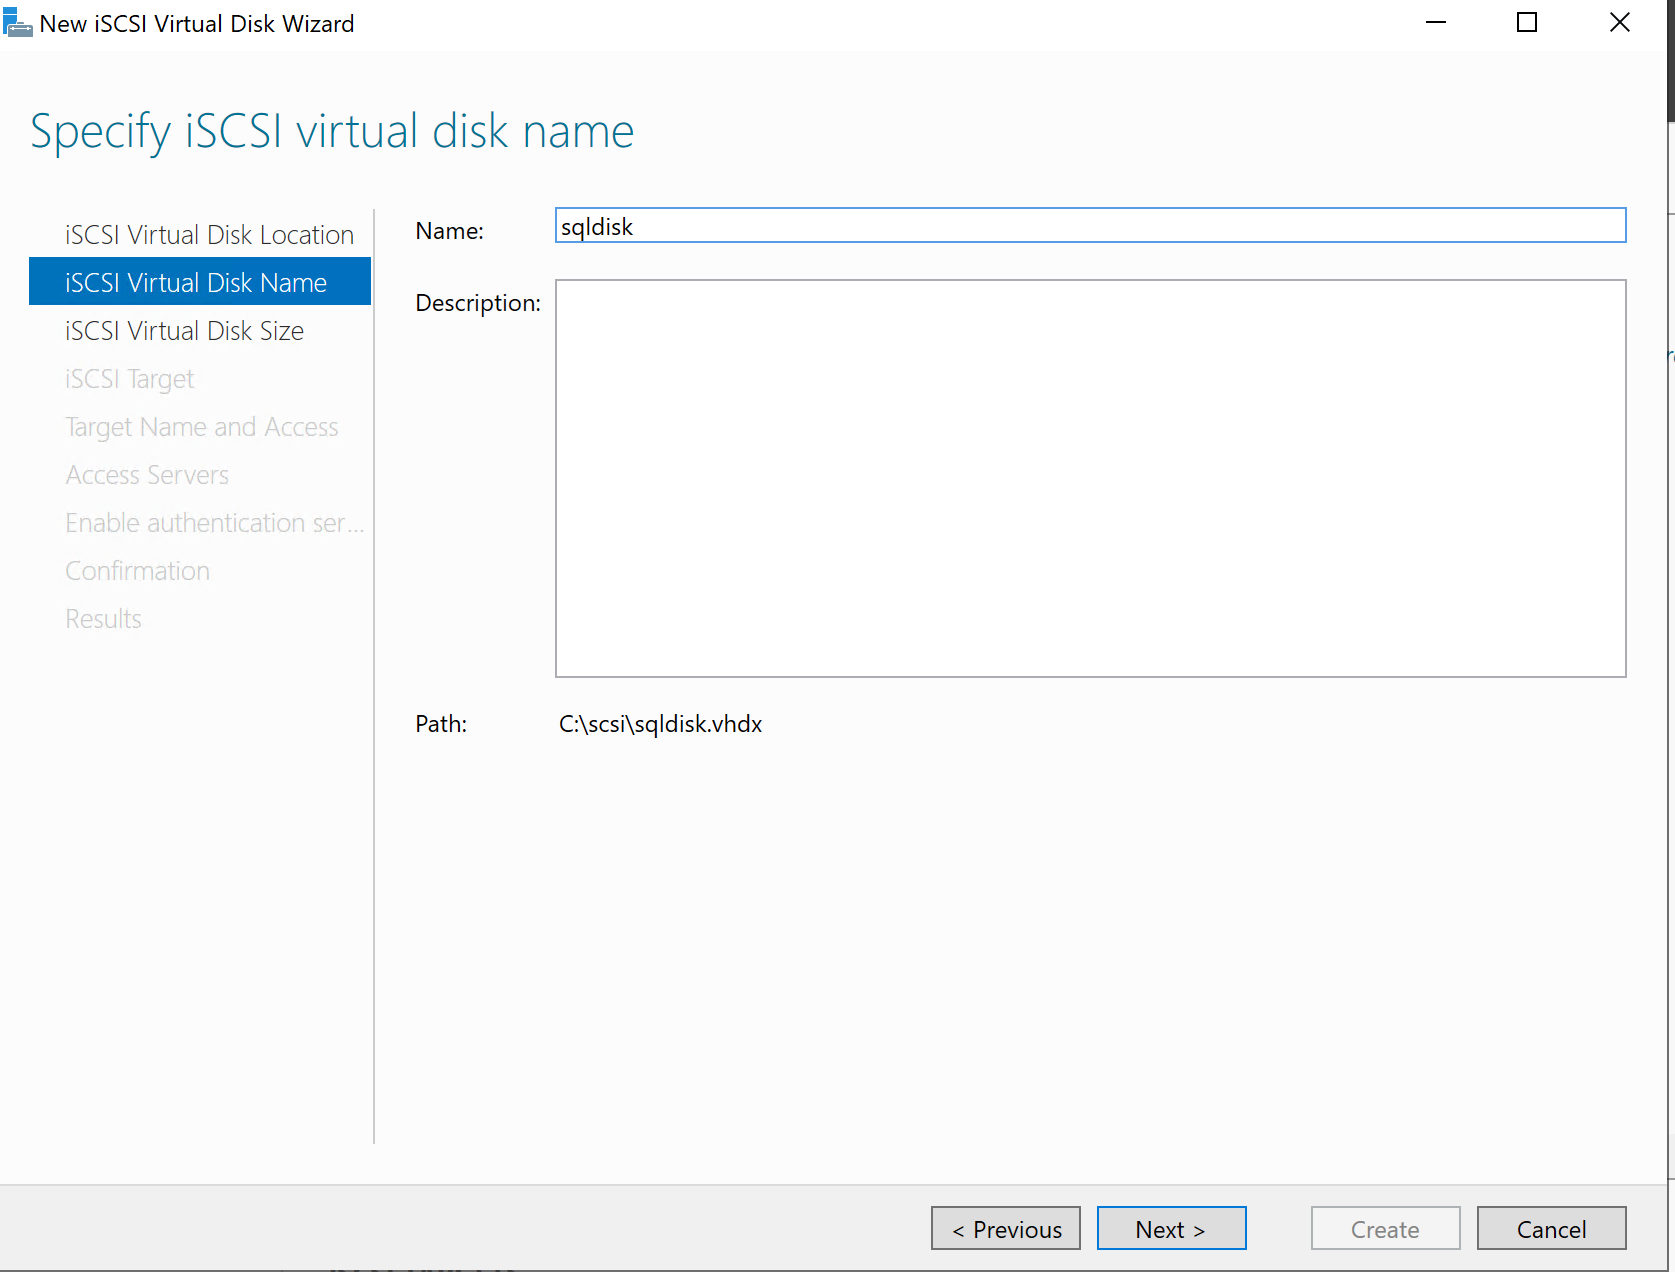 New iSCSI Virtual Disk Wizard
Specify iSCSI virtual disk name
iSCSI Virtual Disk Location
iSCSI Virtual Disk Name
iSCSI Virtual Disk Size
iSCSI Target
Target Name and Access
Access Servers
Enable authentication ser...
Confirmation
Results
Name:
sqldisk
Description:
Path:
C:\scsi\sqldisk.vhdx
< Previous
Next >
Create
Cancel